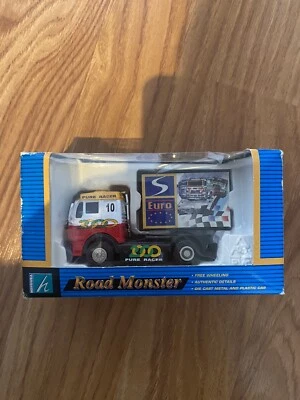 PURE RACER
10
S
Euro
PURE RACER
h
Road Monster
• FREE WHEELING
• AUTHENTIC DETAILS
• DIE CAST METAL AND PLASTIC CAR